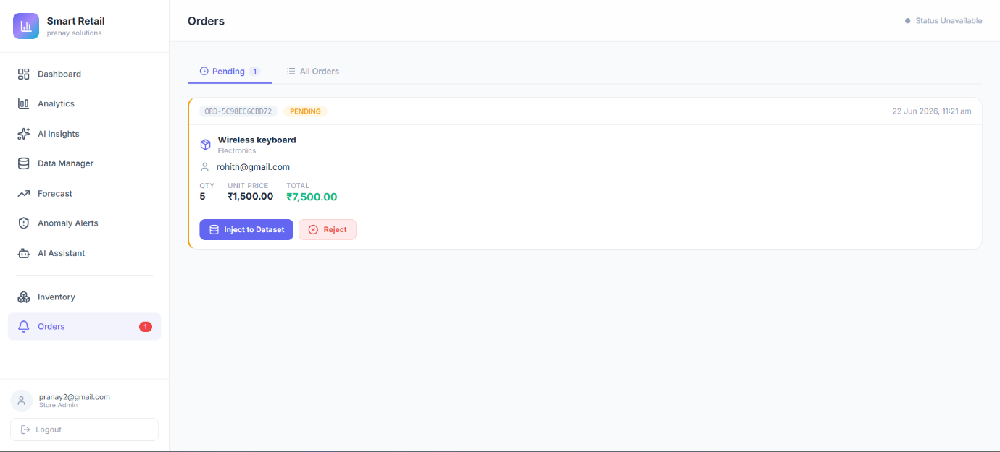 Smart Retail
pranay solutions
Orders
Status Unavailable
Dashboard
Analytics
AI Insights
Data Manager
Forecast
Anomaly Alerts
AI Assistant
Inventory
Orders 1
pranay2@gmail.com
Store Admin
Logout
Pending 1 All Orders
ORD-5C98EC6CBD72 PENDING 22 Jun 2026, 11:21 am
Wireless keyboard
Electronics
rohith@gmail.com
QTY UNIT PRICE TOTAL
5 ₹1,500.00 ₹7,500.00
Inject to Dataset Reject